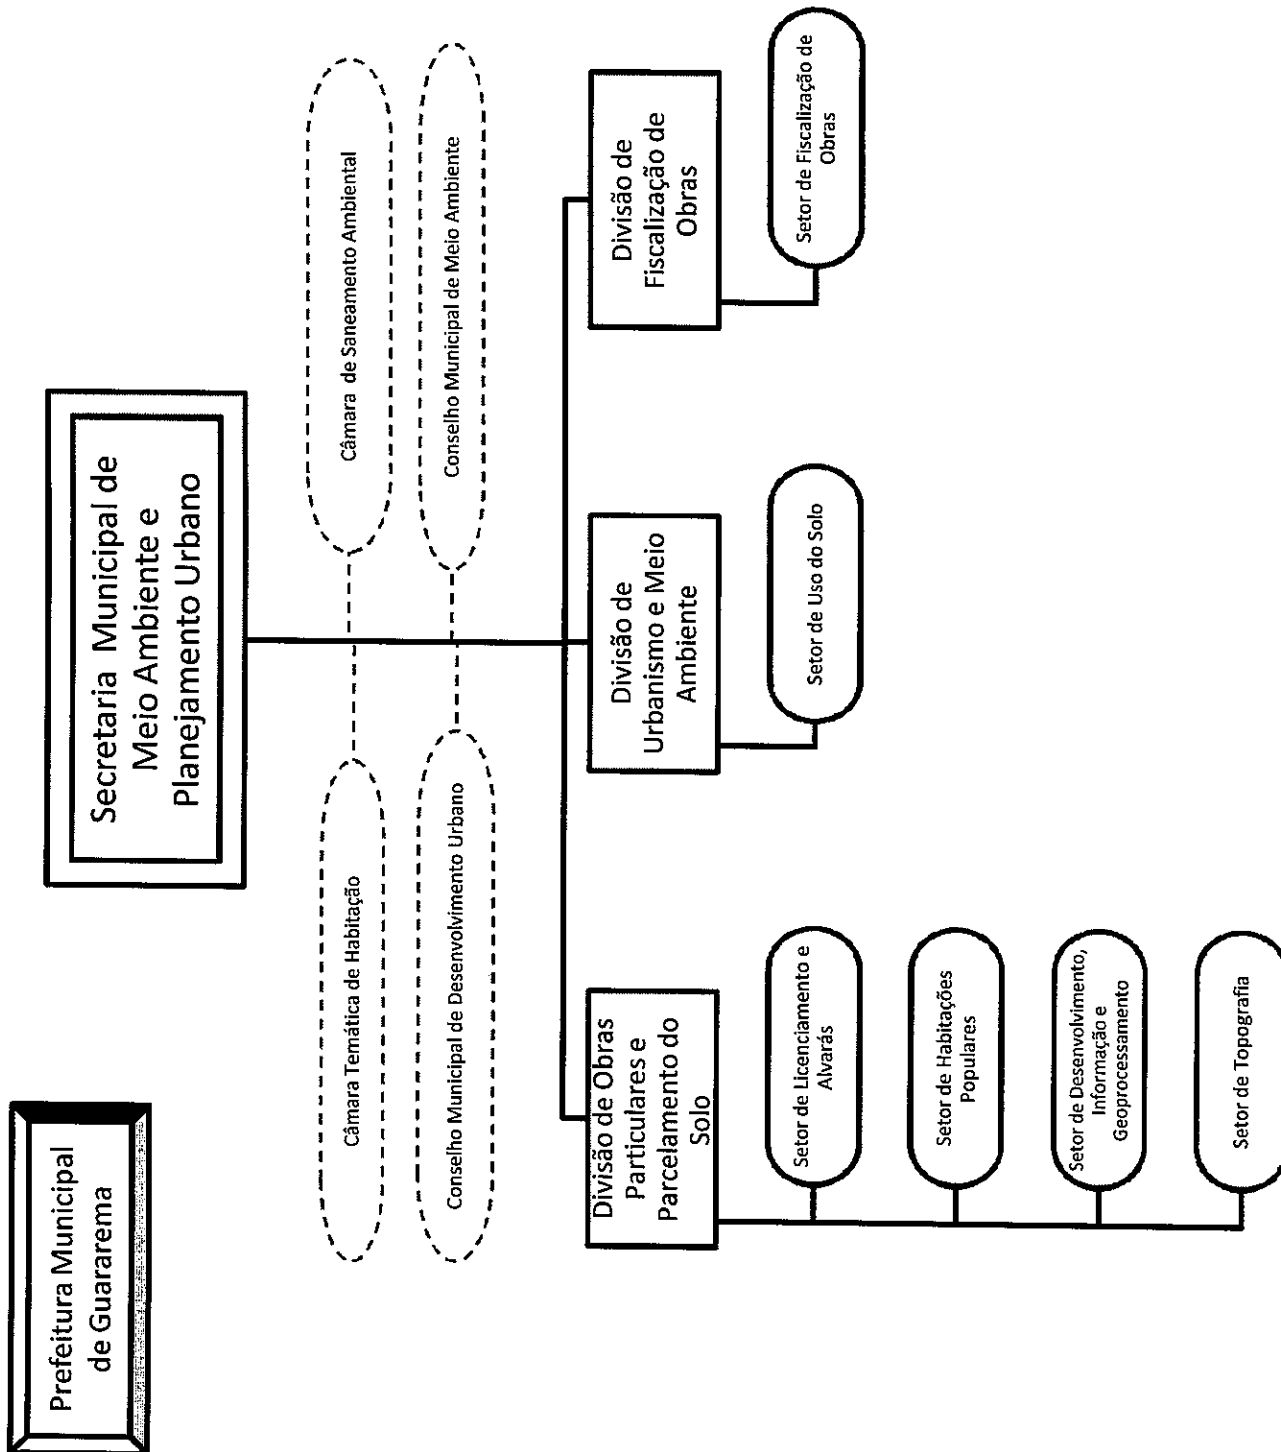 Prefeitura Municipal
de Guararema
Secretaria Municipal de
Meio Ambiente e
Planejamento Urbano
Câmara Temática de Habitação
Câmara de Saneamento Ambiental
Conselho Municipal de Desenvolvimento Urbano
Conselho Municipal de Meio Ambiente
Divisão de Obras
Particulares e
Parcelamento do
Solo
Divisão de
Urbanismo e Meio
Ambiente
Divisão de
Fiscalização de
Obras
Setor de Licenciamento e
Alvarás
Setor de Uso do Solo
Setor de Fiscalização de
Obras
Setor de Habitações
Populares
Setor de Desenvolvimento,
Informação e
Geoprocessamento
Setor de Topografia